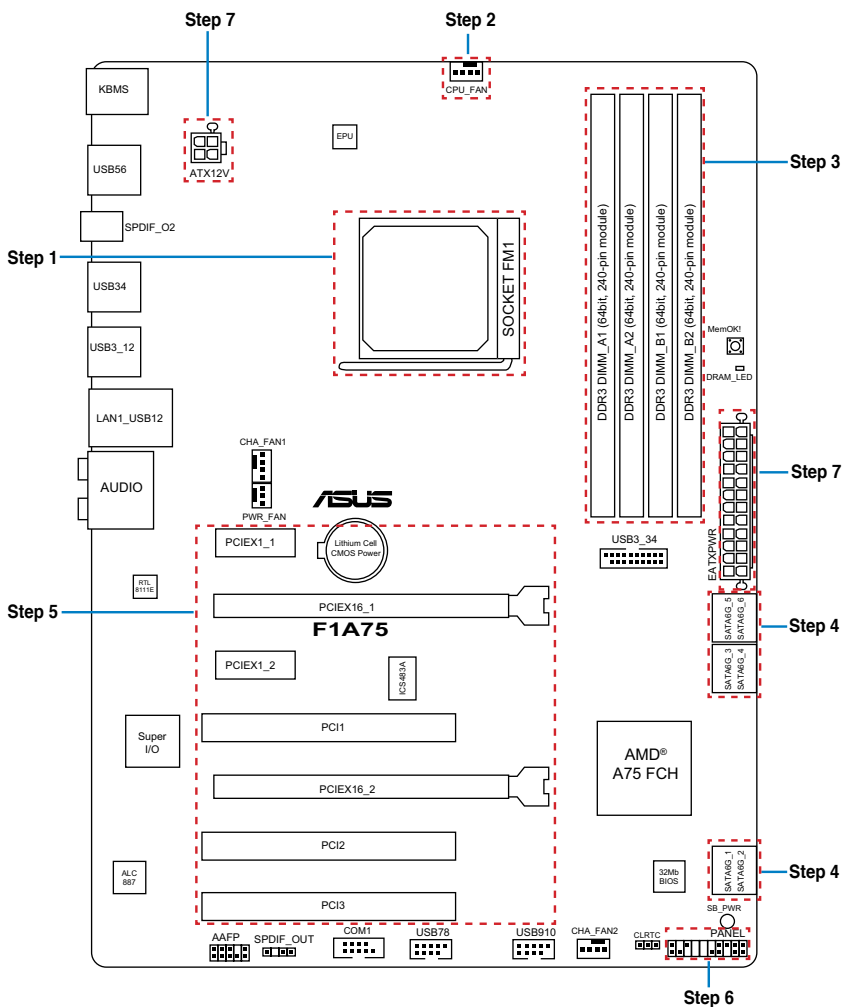 Step 7
Step 2
KBMS
CPU_FAN
EPU
ATX12V
USB56
Step 3
SPDIF_O2
Step 1
SOCKET FM1
DDR3 DIMM_A1 (64bit, 240-pin module)
DDR3 DIMM_A2 (64bit, 240-pin module)
DDR3 DIMM_B1 (64bit, 240-pin module)
DDR3 DIMM_B2 (64bit, 240-pin module)
USB34
MemOK!
USB3_12
DRAM_LED
LAN1_USB12
CHA_FAN1
Step 7
AUDIO
ASUS
PWR_FAN
EATXPWR
PCIEX1_1
Lithium Cell
CMOS Power
USB3_34
RTL
8111E
Step 5
PCIEX16_1
SATA6G_5
SATA6G_6
Step 4
F1A75
PCIEX1_2
ICS483A
SATA6G_3
SATA6G_4
Super
I/O
PCI1
AMD®
A75 FCH
PCIEX16_2
PCI2
ALC
887
32Mb
BIOS
SATA6G_1
SATA6G_2
Step 4
PCI3
SB_PWR
AAFP
SPDIF_OUT
COM1
USB78
USB910
CHA_FAN2
CLRTC
PANEL
Step 6